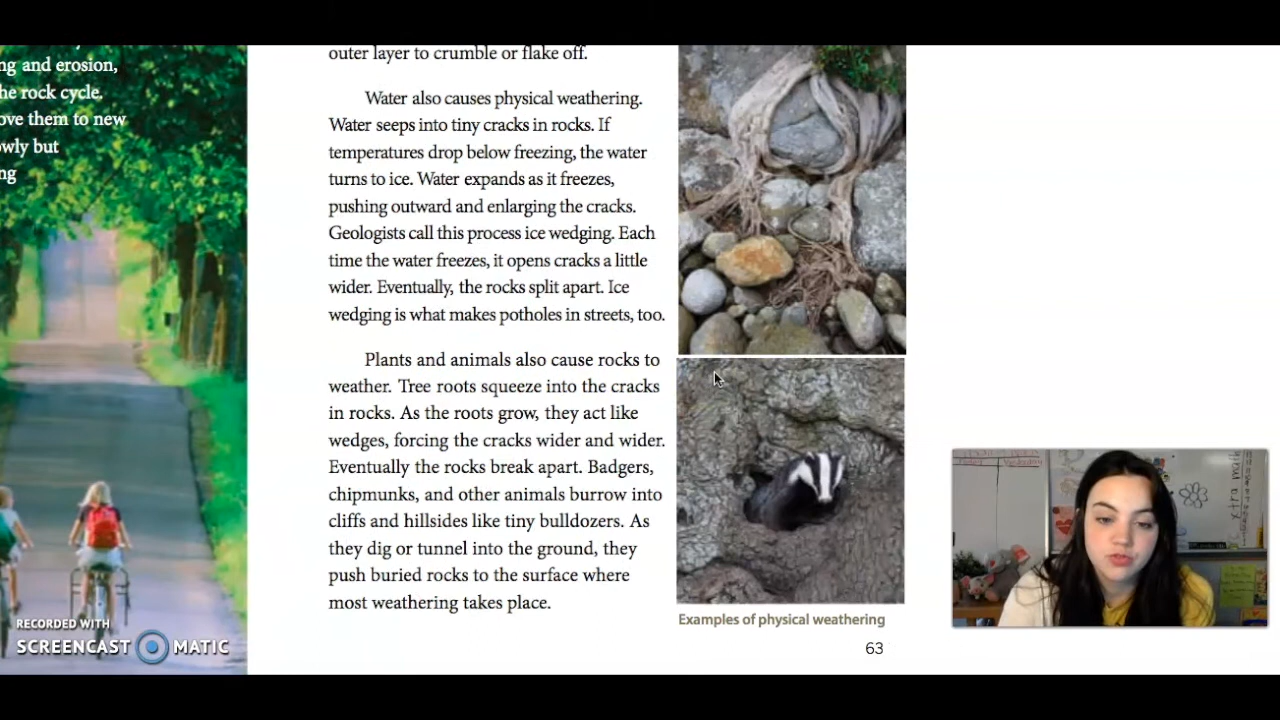 ng and erosion,
he rock cycle.
ove them to new
owly but
ng
outer layer to crumble or flake off.
Water also causes physical weathering.
Water seeps into tiny cracks in rocks. If
temperatures drop below freezing, the water
turns to ice. Water expands as it freezes,
pushing outward and enlarging the cracks.
Geologists call this process ice wedging. Each
time the water freezes, it opens cracks a little
wider. Eventually, the rocks split apart. Ice
wedging is what makes potholes in streets, too.
Plants and animals also cause rocks to
weather. Tree roots squeeze into the cracks
in rocks. As the roots grow, they act like
wedges, forcing the cracks wider and wider.
Eventually the rocks break apart. Badgers,
chipmunks, and other animals burrow into
cliffs and hillsides like tiny bulldozers. As
they dig or tunnel into the ground, they
push buried rocks to the surface where
most weathering takes place.
Examples of physical weathering
63
RECORDED WITH
SCREENCAST MATIC
xtra math